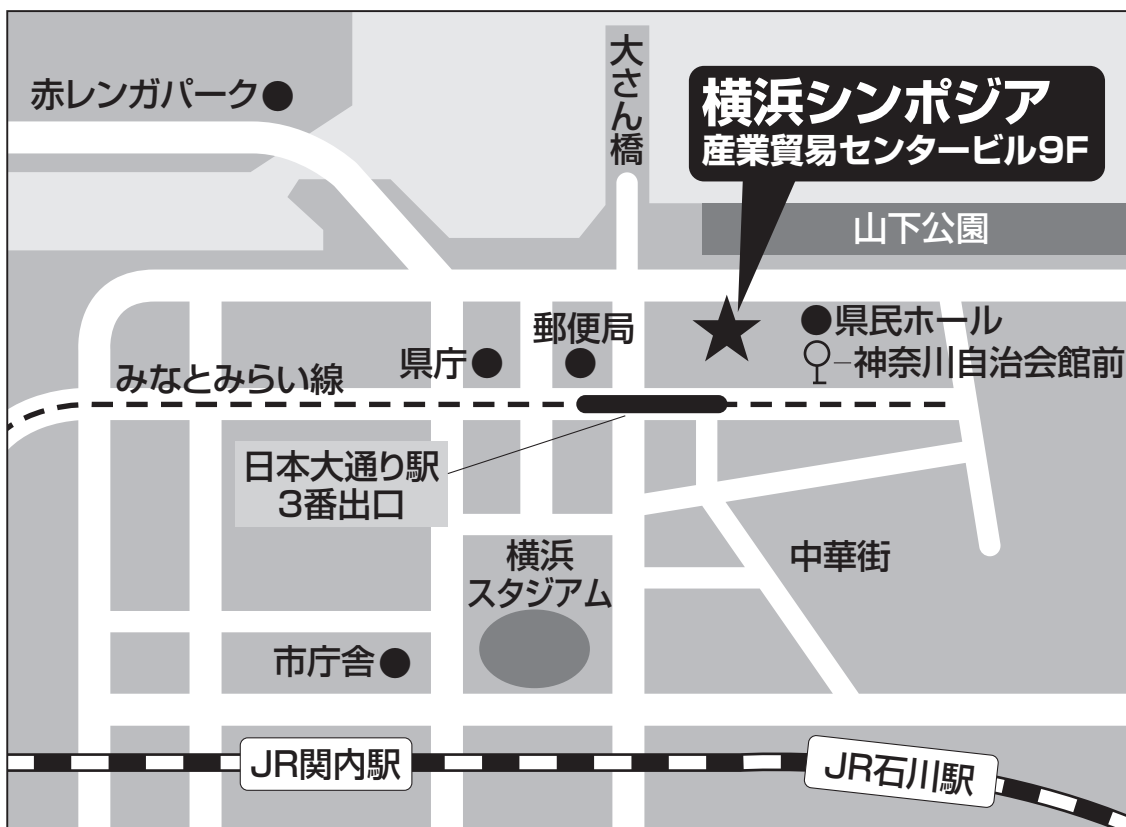 赤レンガパーク
大さん橋
横浜シンポジア
産業貿易センタービル9F
山下公園
県庁
郵便局
県民ホール
神奈川自治会館前
みなとみらい線
日本大通り駅
3番出口
横浜
スタジアム
中華街
市庁舎
JR関内駅
JR石川駅